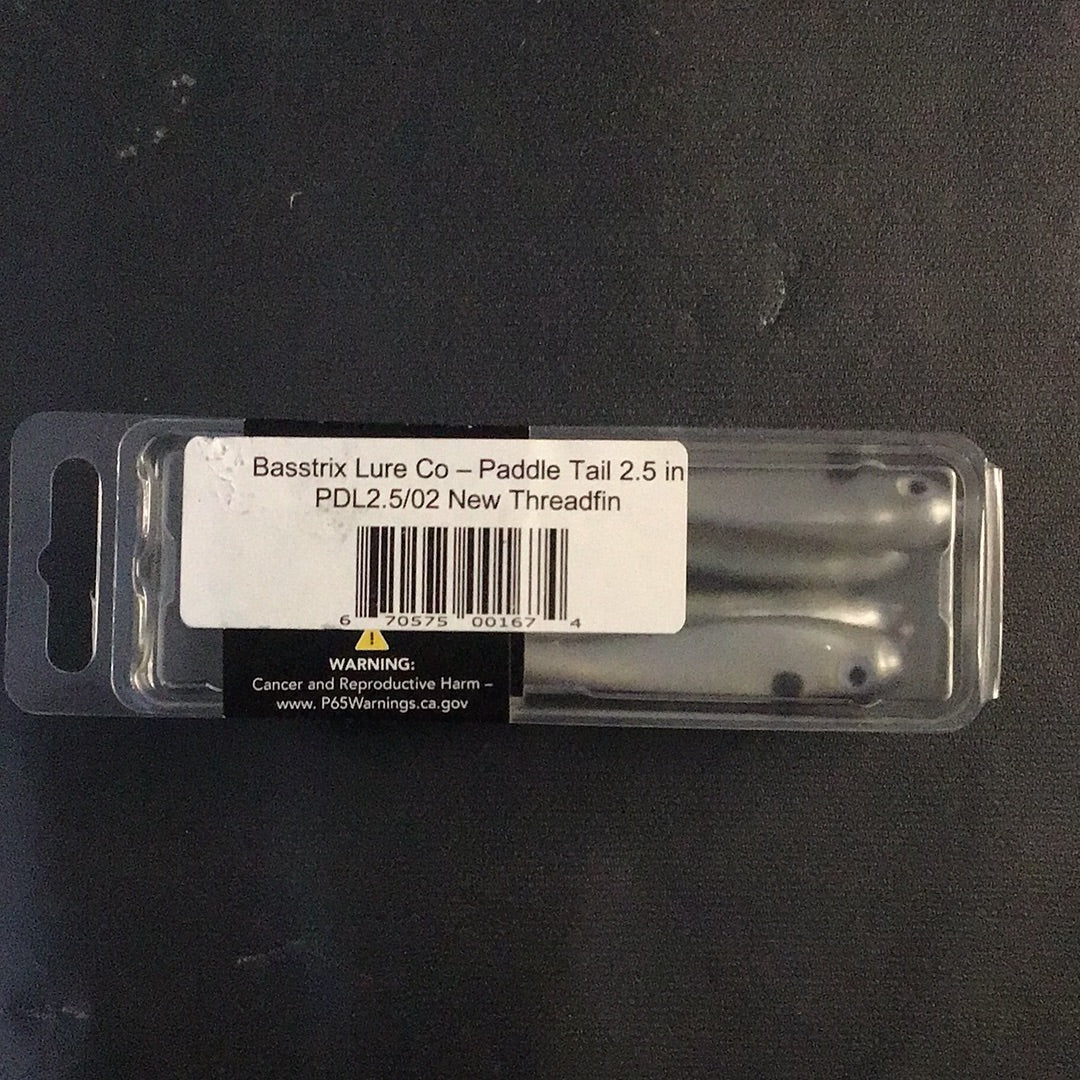 Basstrix Lure Co – Paddle Tail 2.5 in
PDL2.5/02 New Threadfin
6 70575 00167 4
WARNING:
Cancer and Reproductive Harm –
www. P65Warnings.ca.gov